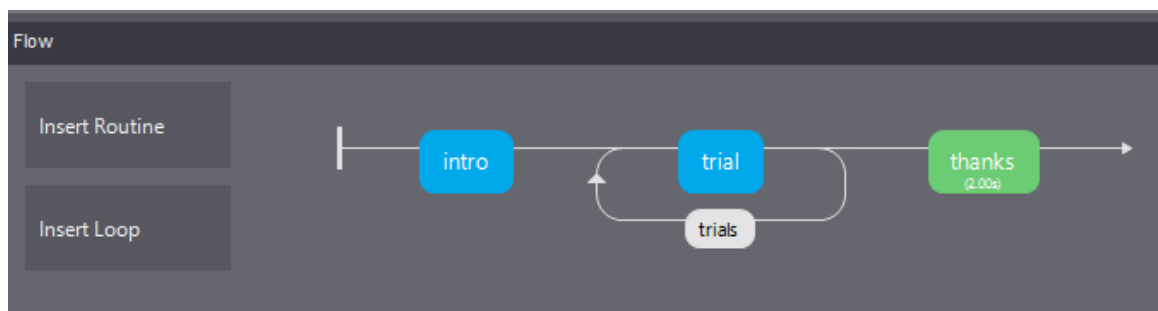 Flow
Insert Routine
Insert Loop
intro
trial
trials
thanks
(2.00s)